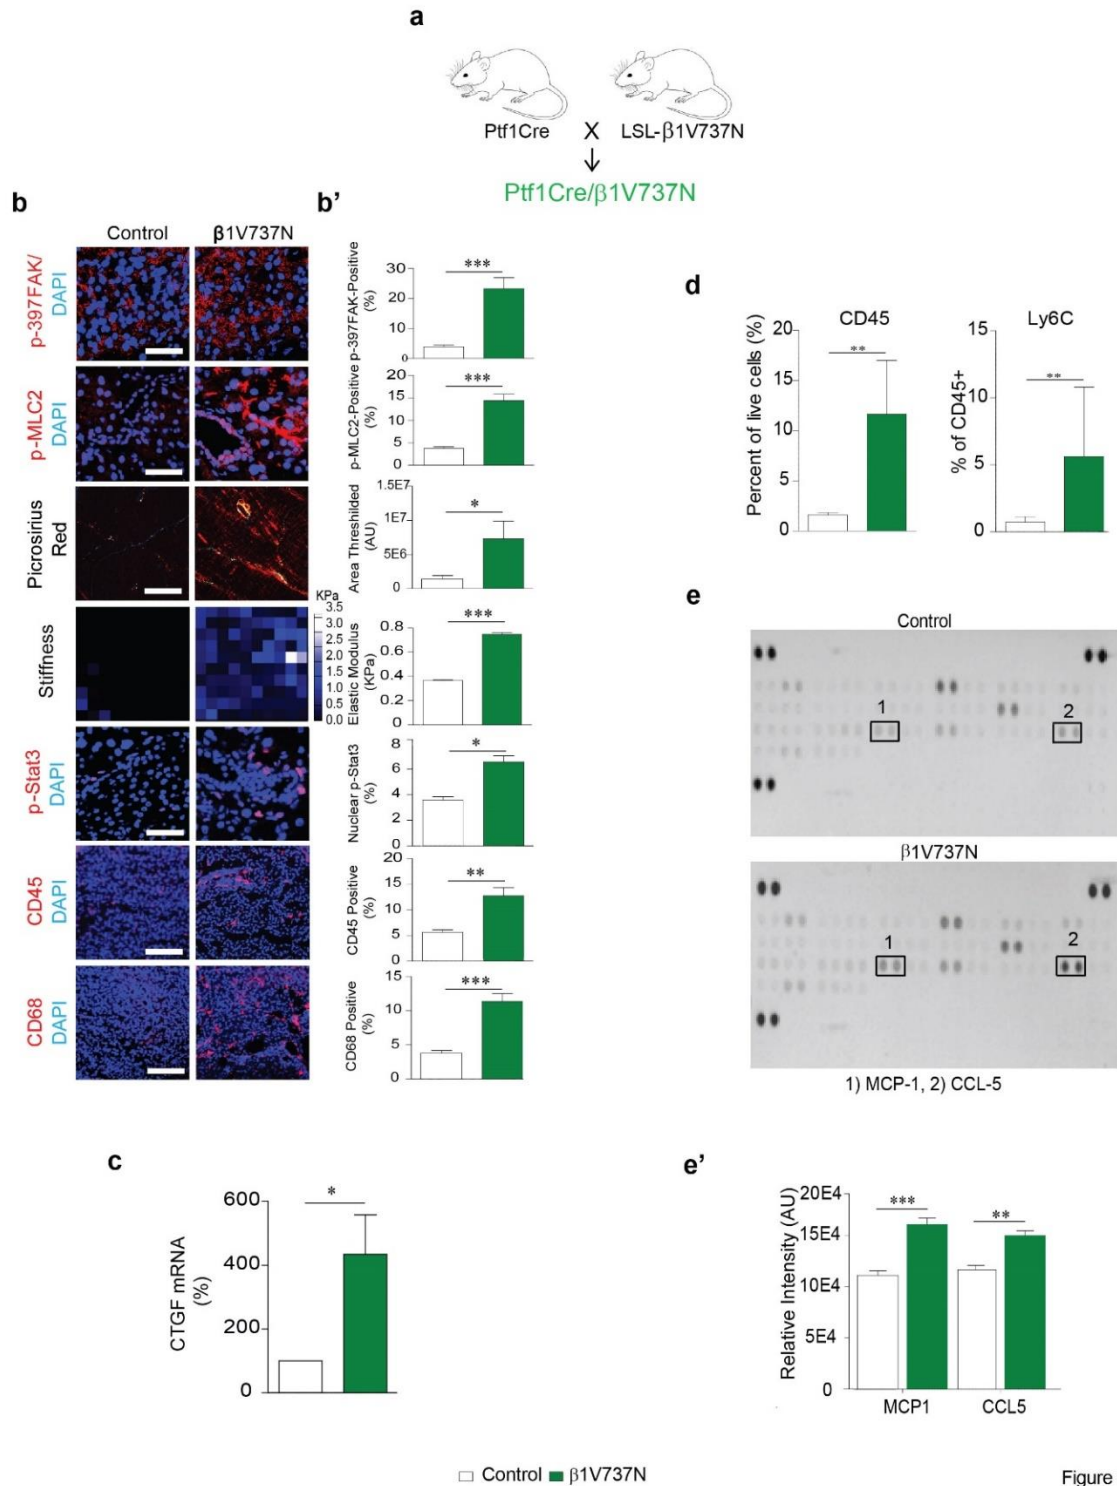 a
Ptf1Cre X LSL-β1V737N
Ptf1Cre/β1V737N
b
Control β1V737N
p-397FAK/
DAPI
p-MLC2
DAPI
Picrosirius
Red
Stiffness
KPa
3.5
3.0
2.5
2.0
1.5
1.0
0.5
0.0
p-Stat3
DAPI
CD45
DAPI
CD68
DAPI
b'
p-397FAK-Positive
(%)
30
20
10
0
***
p-MLC2-Positive
(%)
20
15
10
5
0
***
Area Threshilded
(AU)
1.5E7
1E7
5E6
0
*
Elastic Modulus
(KPa)
0.8
0.6
0.4
0.2
0
***
Nuclear p-Stat3
(%)
8
6
4
2
0
*
CD45 Positive
(%)
20
15
10
5
0
**
CD68 Positive
(%)
15
10
5
0
***
c
CTGF mRNA
(%)
600
400
200
0
*
d
CD45
Percent of live cells (%)
20
15
10
5
0
**
Ly6C
% of CD45+
15
10
5
0
**
e
Control
1 2
β1V737N
1 2
1) MCP-1, 2) CCL-5
e'
Relative Intensity (AU)
20E4
15E4
10E4
5E4
0
*** **
MCP1 CCL5
Control β1V737N
Figure